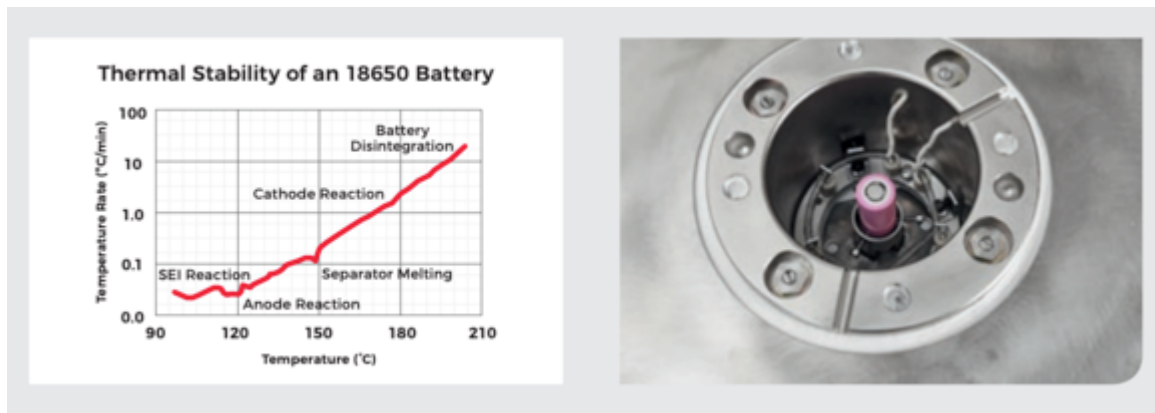 Thermal Stability of an 18650 Battery
Temperature Rate (°C/min)
100
10
1.0
0.1
0.0
Battery
Disintegration
Cathode Reaction
SEI Reaction
Separator Melting
Anode Reaction
90 120 150 180 210
Temperature (°C)